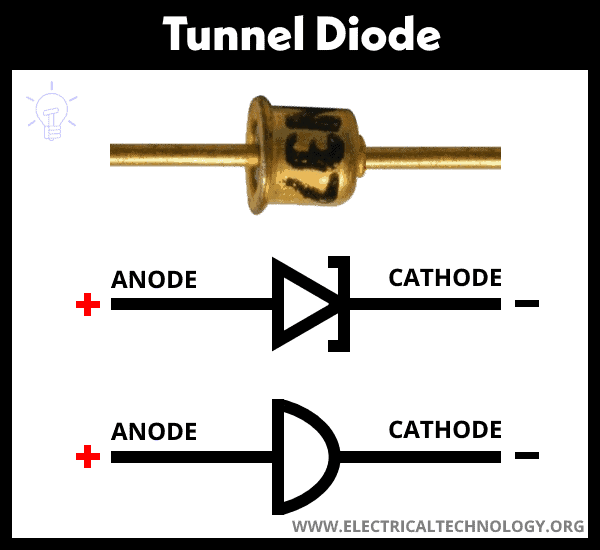 Tunnel Diode
+ ANODE CATHODE −
+ ANODE CATHODE −
WWW.ELECTRICALTECHNOLOGY.ORG